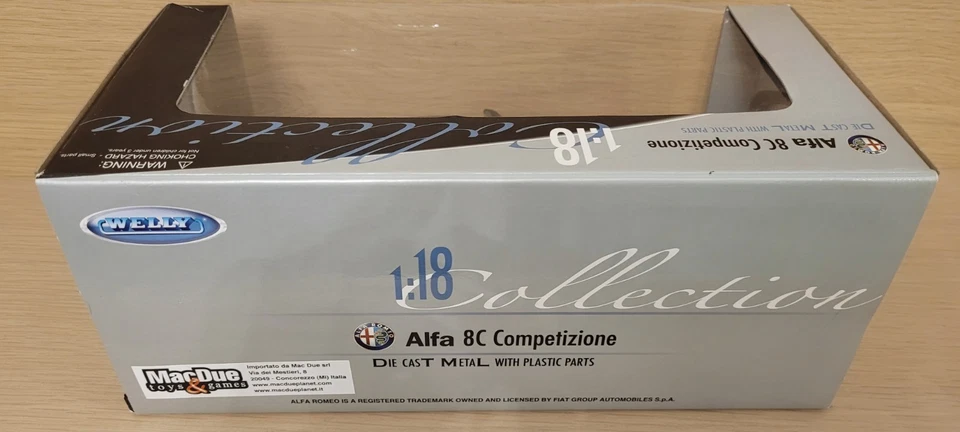 Collection
1:18
⚠ WARNING:
CHOKING HAZARD - Small parts
Not for children under 3 years.
Alfa 8C Competizione
DIE CAST METAL WITH PLASTIC PARTS
WELLY
1:18
Collection
ALFA ROMEO
Alfa 8C Competizione
DIE CAST METAL WITH PLASTIC PARTS
MacDue
toys & games
Importato da Mac Due srl
Via dei Mestieri, 8
20049 - Concorezzo (Mi) Italia
www.macdueplanet.com
www.macdueplanet.it
ALFA ROMEO IS A REGISTERED TRADEMARK OWNED AND LICENSED BY FIAT GROUP AUTOMOBILES S.p.A.